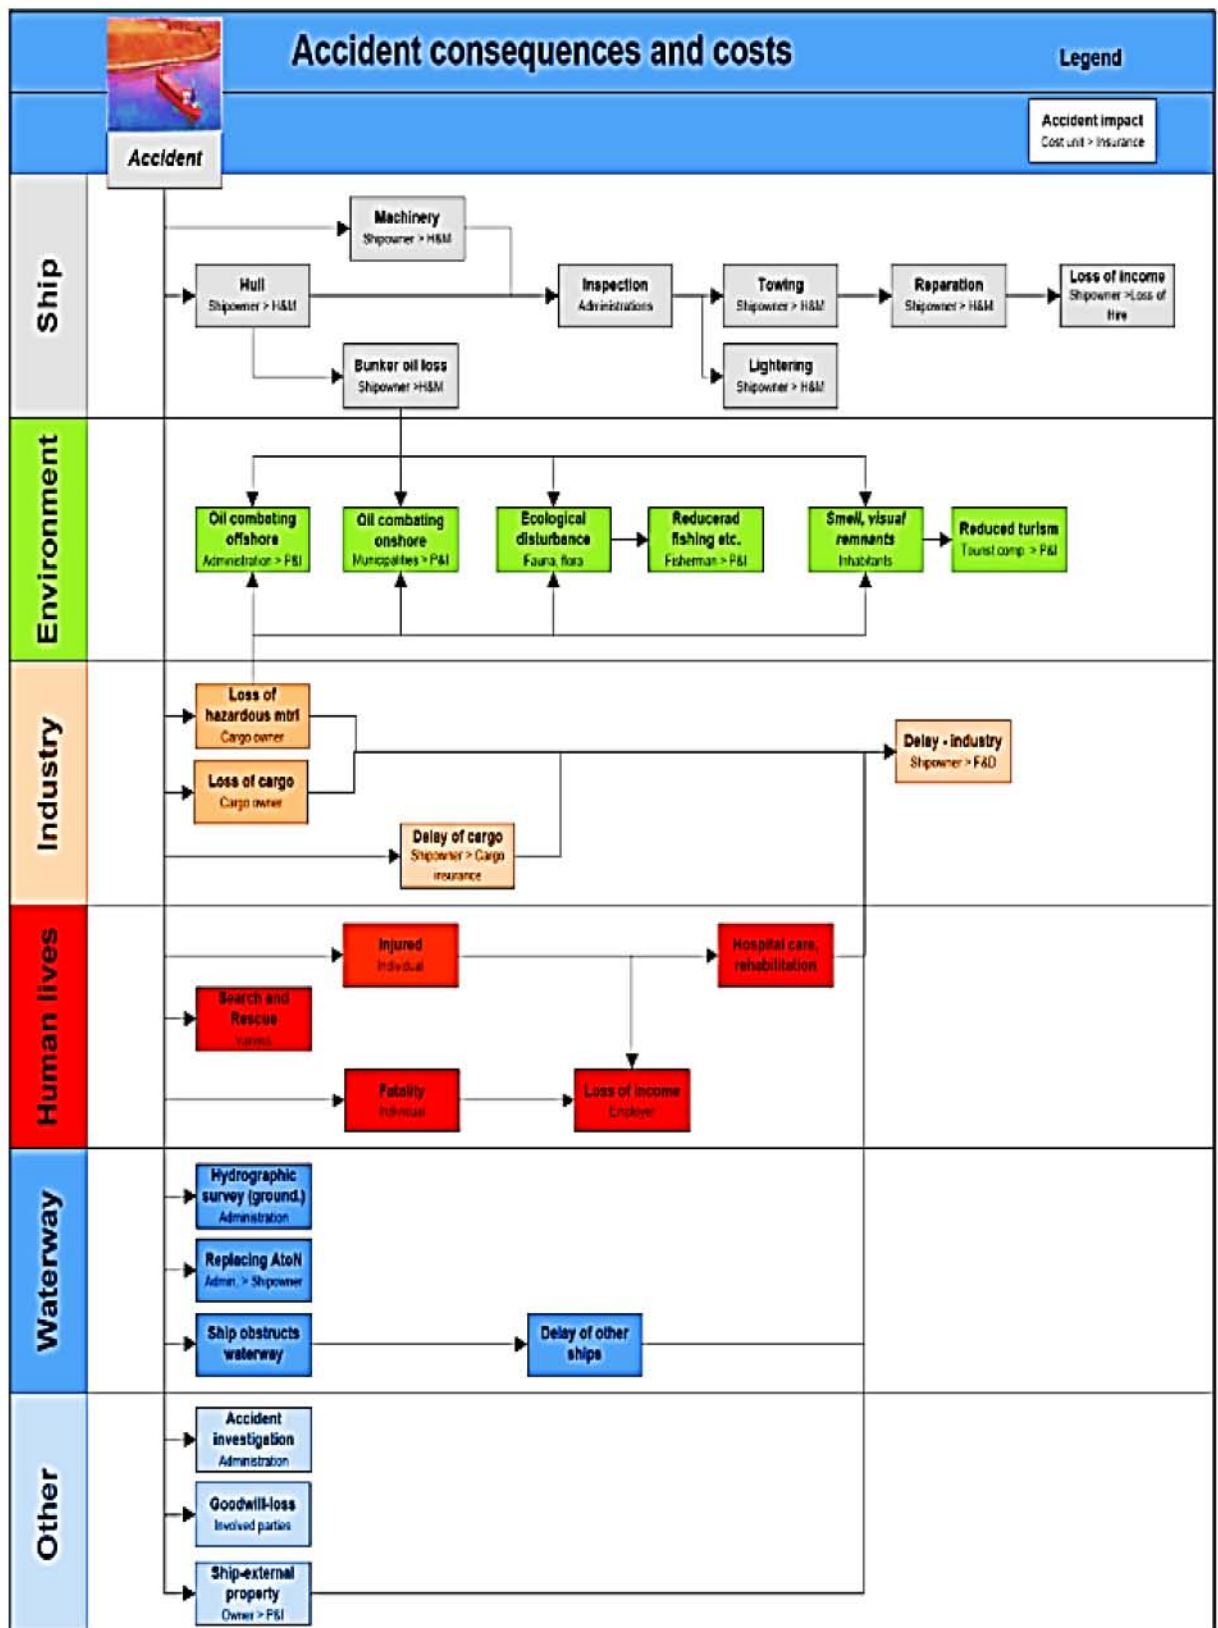 Accident consequences and costs
Legend
Accident impact
Cost unit > Insurance
Accident
Ship
Machinery
Shipowner > H&M
Hull
Shipowner > H&M
Inspection
Administrations
Towing
Shipowner > H&M
Reparation
Shipowner > H&M
Loss of income
Shipowner >Loss of
Hire
Bunker oil loss
Shipowner >H&M
Lightering
Shipowner > H&M
Environment
Oil combating
offshore
Administration > P&I
Oil combating
onshore
Municipalities > P&I
Ecological
disturbance
Fauna, flora
Reducerad
fishing etc.
Fisherman > P&I
Smell, visual
remnants
Inhabitants
Reduced turism
Tourist comp. > P&I
Industry
Loss of
hazardous mtrl
Cargo owner
Loss of cargo
Cargo owner
Delay - industry
Shipowner > F&D
Delay of cargo
Shipowner > Cargo
insurance
Human lives
Injured
Individual
Hospital care,
rehabilitation
Search and
Rescue
Fatality
Individual
Loss of income
Employer
Waterway
Hydrographic
survey (ground.)
Administration
Replacing AtoN
Admin. > Shipowner
Ship obstructs
waterway
Delay of other
ships
Other
Accident
investigation
Administration
Goodwill-loss
Involved parties
Ship-external
property
Owner > P&I